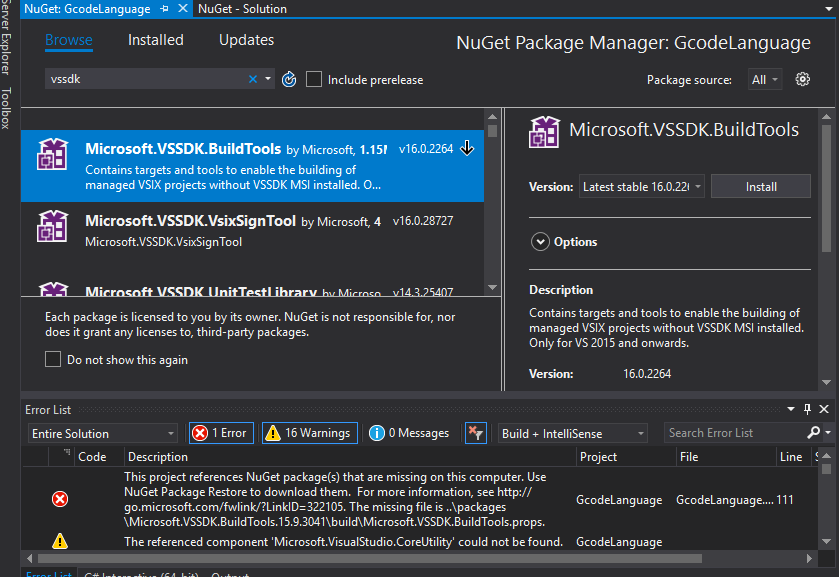 NuGet: GcodeLanguage
NuGet - Solution
Server Explorer
Toolbox
Browse
Installed
Updates
NuGet Package Manager: GcodeLanguage
vssdk
Include prerelease
Package source:
All
Microsoft.VSSDK.BuildTools by Microsoft, 1.15M
v16.0.2264
Contains targets and tools to enable the building of
managed VSIX projects without VSSDK MSI installed. O...
Microsoft.VSSDK.VsixSignTool by Microsoft, 4
v16.0.28727
Microsoft.VSSDK.VsixSignTool
Microsoft.VSSDK.UnitTestLibrary by Microso
v14.3.25407
Each package is licensed to you by its owner. NuGet is not responsible for, nor
does it grant any licenses to, third-party packages.
Do not show this again
Microsoft.VSSDK.BuildTools
Version:
Latest stable 16.0.226
Install
Options
Description
Contains targets and tools to enable the building of
managed VSIX projects without VSSDK MSI installed.
Only for VS 2015 and onwards.
Version:
16.0.2264
Error List
Entire Solution
1 Error
16 Warnings
0 Messages
Build + IntelliSense
Search Error List
Code
Description
Project
File
Line
S
This project references NuGet package(s) that are missing on this computer. Use
NuGet Package Restore to download them.  For more information, see http://
go.microsoft.com/fwlink/?LinkID=322105. The missing file is ..\packages
\Microsoft.VSSDK.BuildTools.15.9.3041\build\Microsoft.VSSDK.BuildTools.props.
GcodeLanguage
GcodeLanguage....
111
The referenced component 'Microsoft.VisualStudio.CoreUtility' could not be found.
GcodeLanguage
Error List
C# Interactive (64-bit)
Output